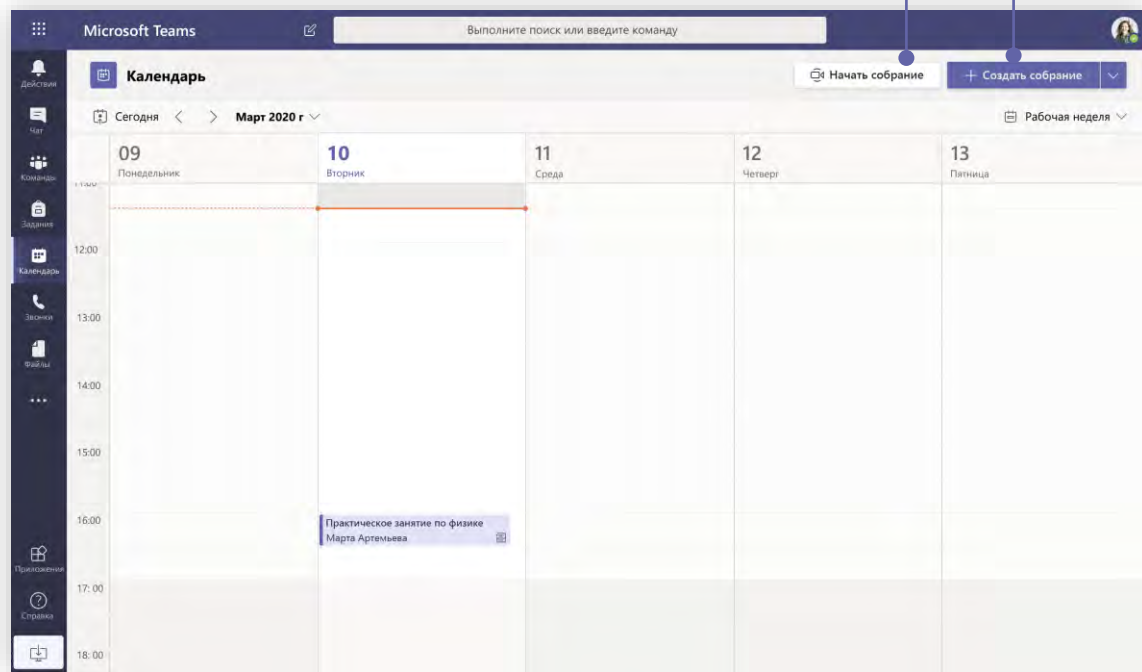 Microsoft Teams
Выполните поиск или введите команду
Действия
Чат
Команды
Задания
Календарь
Звонки
Файлы
Приложения
Справка
Календарь
Начать собрание
+ Создать собрание
Сегодня
Март 2020 г
Рабочая неделя
09
Понедельник
10
Вторник
11
Среда
12
Четверг
13
Пятница
11:00
12:00
13:00
14:00
15:00
16:00
Практическое занятие по физике
Марта Артемьева
17: 00
18: 00